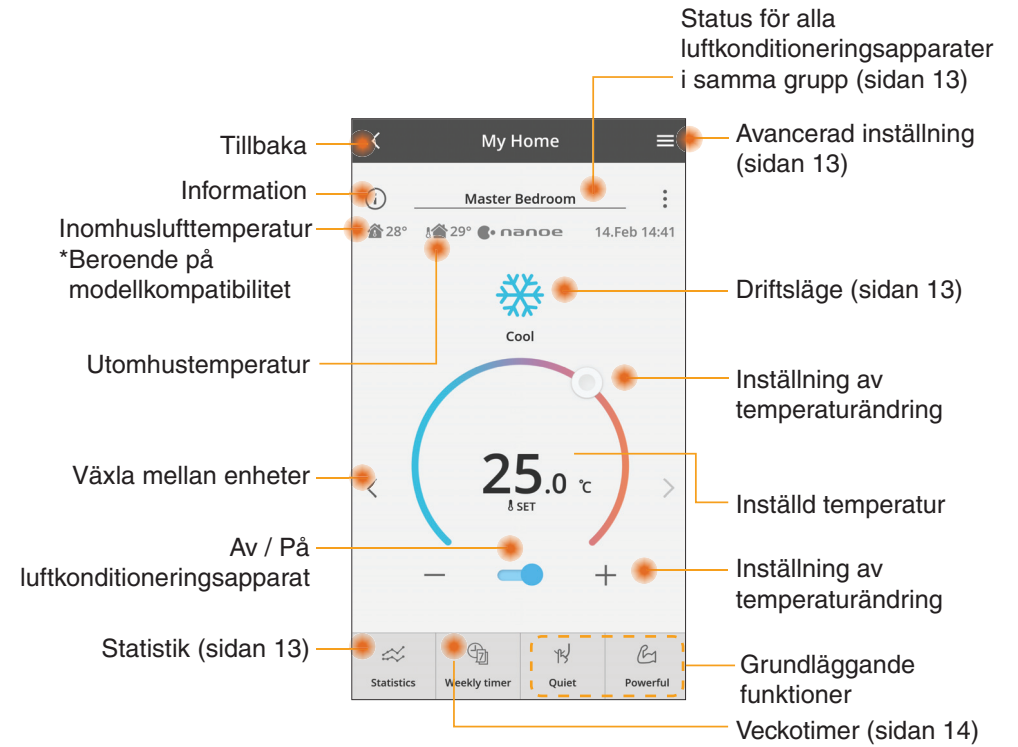 Status för alla
luftkonditioneringsapparater
i samma grupp (sidan 13)
Tillbaka
My Home
Avancerad inställning
(sidan 13)
Information
Master Bedroom
Inomhuslufttemperatur
*Beroende på
modellkompatibilitet
28°
29°
nanoe
14.Feb 14:41
Driftsläge (sidan 13)
Cool
Utomhustemperatur
Inställning av
temperaturändring
Växla mellan enheter
25.0 °C
SET
Inställd temperatur
Av / På
luftkonditioneringsapparat
Inställning av
temperaturändring
Statistik (sidan 13)
Statistics
7
Weekly timer
Quiet
Powerful
Grundläggande
funktioner
Veckotimer (sidan 14)